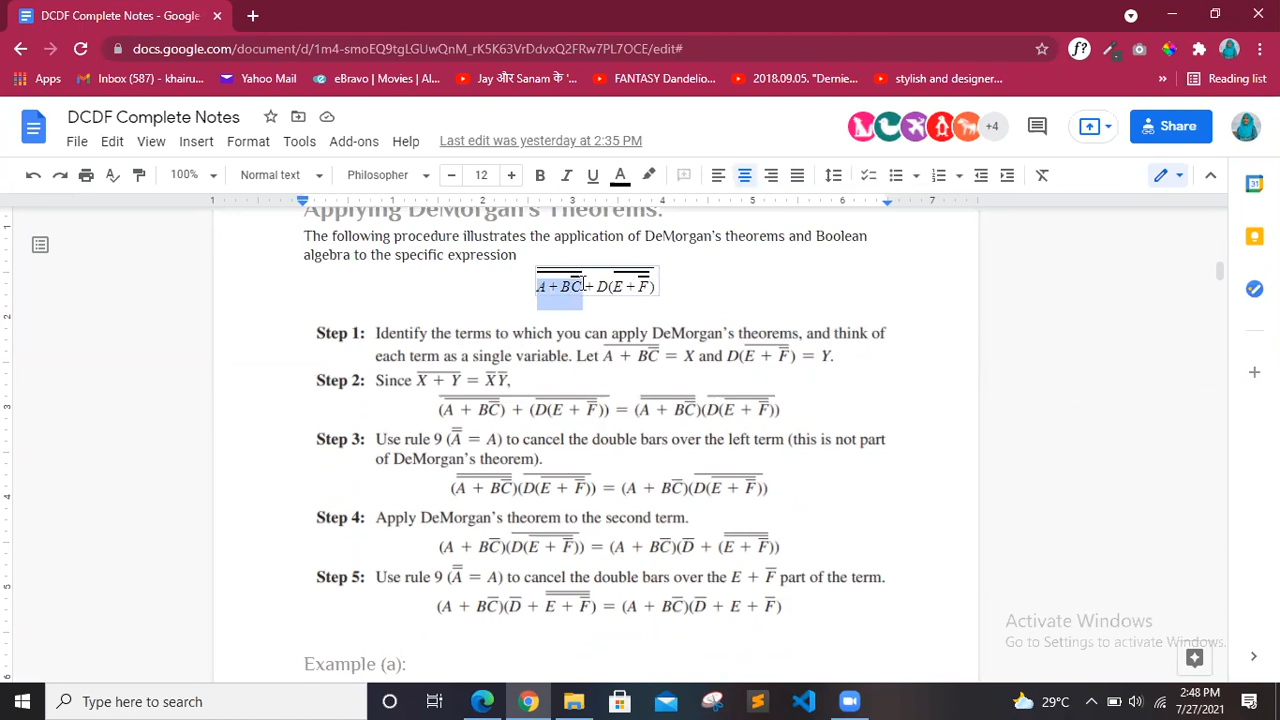 DCDF Complete Notes - Google
docs.google.com/document/d/1m4-smoEQ9tgLGUwQnM_rK5K63VrDdvxQ2FRw7PL7OCE/edit#
Apps Inbox (587) - khairu... Yahoo Mail eBravo | Movies | Al... Jay और Sanam के '... FANTASY Dandelio... 2018.09.05. "Dernie... stylish and designer... » Reading list
DCDF Complete Notes
File Edit View Insert Format Tools Add-ons Help Last edit was yesterday at 2:35 PM
+4 Share
100% Normal text Philosopher 12
1 1 2 3 4 5 6 7
Applying DeMorgan's Theorems:
The following procedure illustrates the application of DeMorgan's theorems and Boolean
algebra to the specific expression
A̅ ̅+̅ ̅B̅C̅ + D(E̅ ̅+̅ ̅F̅)
Step 1: Identify the terms to which you can apply DeMorgan's theorems, and think of
each term as a single variable. Let A̅ ̅+̅ ̅B̅C̿ = X and D(E̅ ̅+̅ ̅F̿) = Y.
Step 2: Since X̅ ̅+̅ ̅Y̅ = X̅Y̅,
(A + BC̅) + (D(E + F̅)) = (A + BC̅)(D(E + F̅))
Step 3: Use rule 9 (A̿ = A) to cancel the double bars over the left term (this is not part
of DeMorgan's theorem).
(A + BC̅)(D(E + F̅)) = (A + BC̅)(D(E + F̅))
Step 4: Apply DeMorgan's theorem to the second term.
(A + BC̅)(D(E + F̅)) = (A + BC̅)(D̅ + (E + F̅))
Step 5: Use rule 9 (A̿ = A) to cancel the double bars over the E + F̅ part of the term.
(A + BC̅)(D̅ + E + F̅) = (A + BC̅)(D̅ + E + F̅)
Example (a):
Activate Windows
Go to Settings to activate Windows.
Type here to search
29°C
2:48 PM
7/27/2021